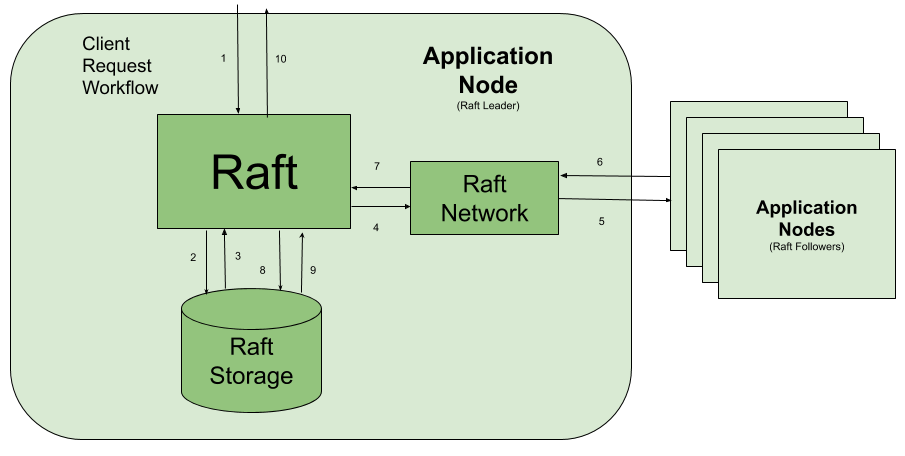 Client
Request
Workflow
1
10
Application
Node
(Raft Leader)
Raft
7
4
Raft
Network
6
5
Application
Nodes
(Raft Followers)
2
3
8
9
Raft
Storage